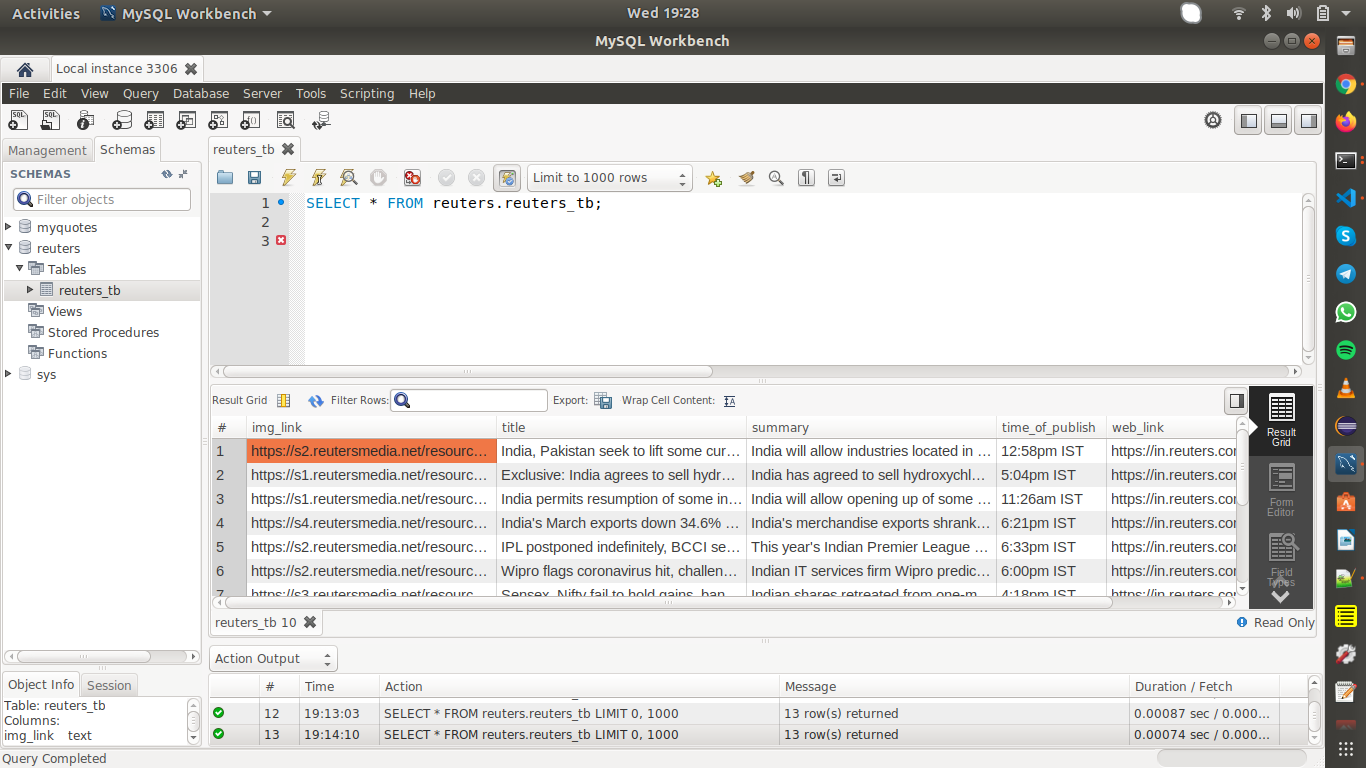 Activities MySQL Workbench Wed 19:28
MySQL Workbench
Local instance 3306
File Edit View Query Database Server Tools Scripting Help
Management Schemas
SCHEMAS
Filter objects
myquotes
reuters
Tables
reuters_tb
Views
Stored Procedures
Functions
sys
Object Info Session
Table: reuters_tb
Columns:
img_link text
reuters_tb
Limit to 1000 rows
1 SELECT * FROM reuters.reuters_tb;
2
3
Result Grid Filter Rows: Export: Wrap Cell Content:
# img_link title summary time_of_publish web_link
1 https://s2.reutersmedia.net/resourc... India, Pakistan seek to lift some cur... India will allow industries located in ... 12:58pm IST https://in.reuters.co
2 https://s1.reutersmedia.net/resourc... Exclusive: India agrees to sell hydr... India has agreed to sell hydroxychl... 5:04pm IST https://in.reuters.co
3 https://s1.reutersmedia.net/resourc... India permits resumption of some in... India will allow opening up of some ... 11:26am IST https://in.reuters.co
4 https://s4.reutersmedia.net/resourc... India's March exports down 34.6% ... India's merchandise exports shrank... 6:21pm IST https://in.reuters.co
5 https://s2.reutersmedia.net/resourc... IPL postponed indefinitely, BCCI se... This year's Indian Premier League ... 6:33pm IST https://in.reuters.co
6 https://s2.reutersmedia.net/resourc... Wipro flags coronavirus hit, challen... Indian IT services firm Wipro predic... 6:00pm IST https://in.reuters.co
7 https://s3.reutersmedia.net/resourc... Sensex, Nifty fail to hold gains, ban... Indian shares retreated from one-m... 4:18pm IST https://in.reuters.co
Result
Grid
Form
Editor
Field
Types
reuters_tb 10 Read Only
Action Output
# Time Action Message Duration / Fetch
12 19:13:03 SELECT * FROM reuters.reuters_tb LIMIT 0, 1000 13 row(s) returned 0.00087 sec / 0.000...
13 19:14:10 SELECT * FROM reuters.reuters_tb LIMIT 0, 1000 13 row(s) returned 0.00074 sec / 0.000...
Query Completed